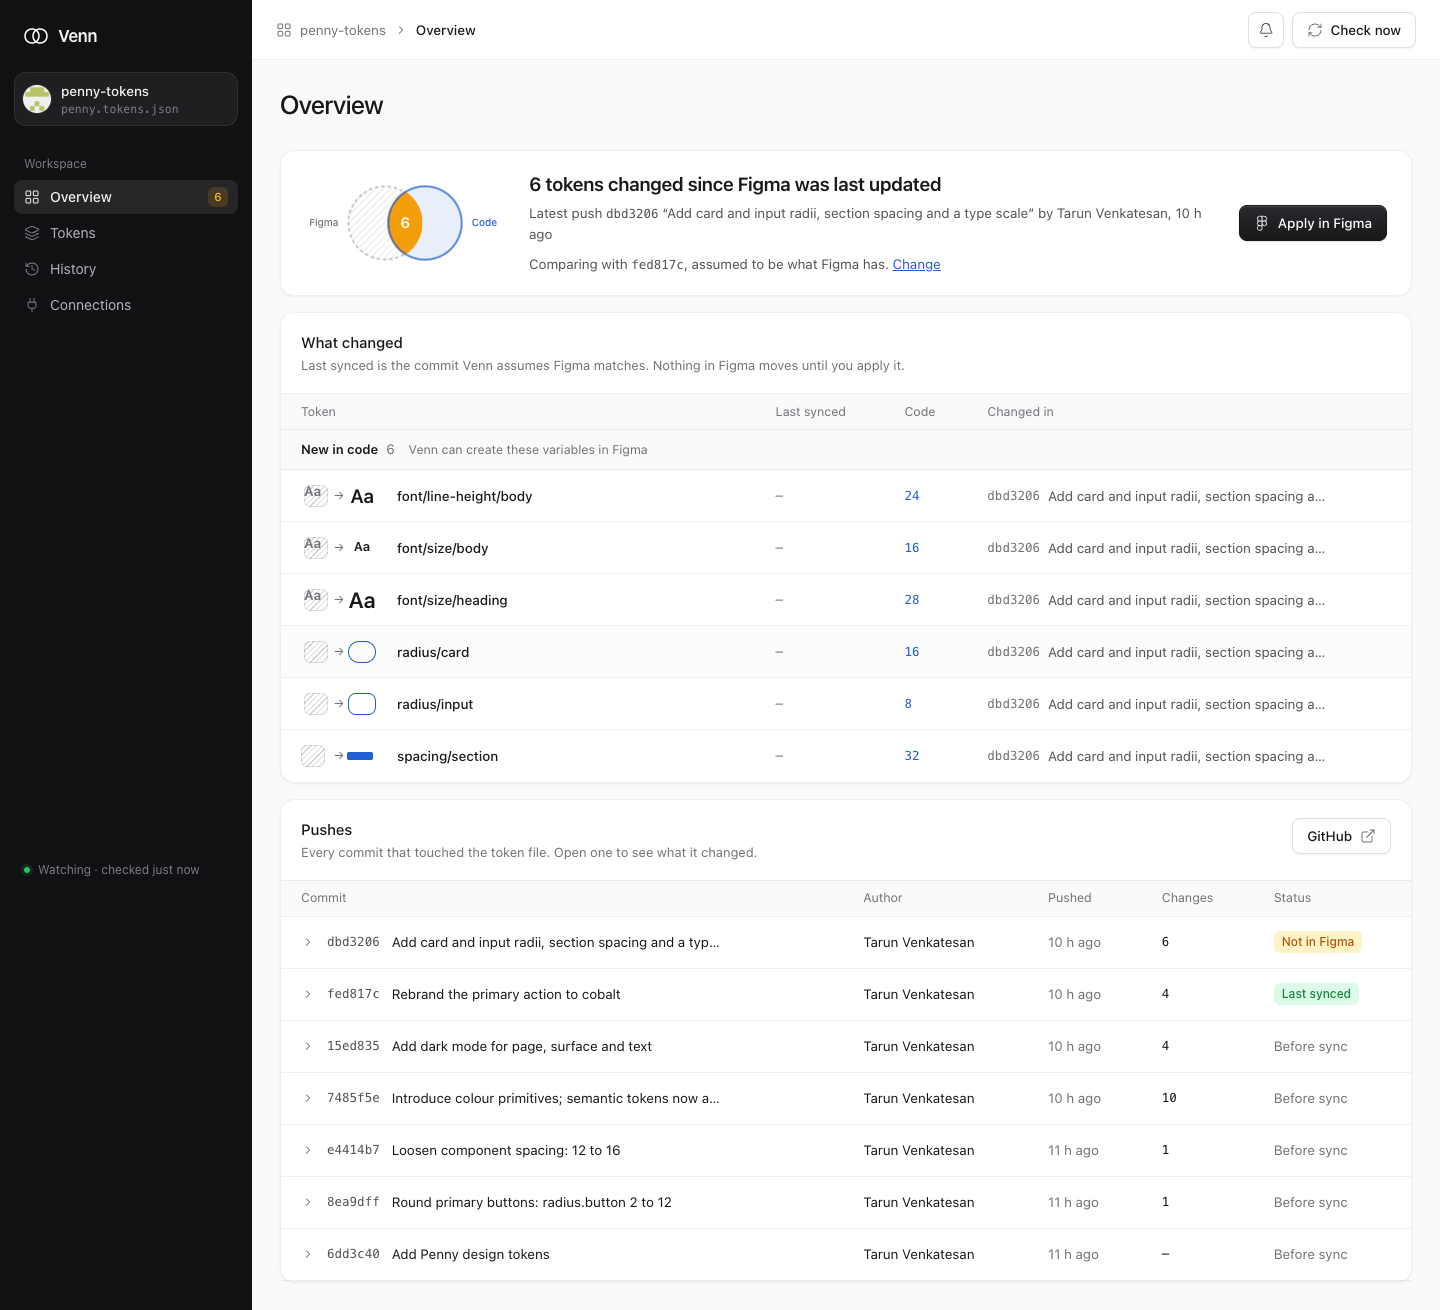 Venn
penny-tokens
penny.tokens.json
Workspace
Overview 6
Tokens
History
Connections
Watching · checked just now
penny-tokens > Overview
Check now
Overview
Figma 6 Code
6 tokens changed since Figma was last updated
Latest push dbd3206 “Add card and input radii, section spacing and a type scale” by Tarun Venkatesan, 10 h
ago
Comparing with fed817c, assumed to be what Figma has. Change
Apply in Figma
What changed
Last synced is the commit Venn assumes Figma matches. Nothing in Figma moves until you apply it.
Token Last synced Code Changed in
New in code 6 Venn can create these variables in Figma
Aa → Aa font/line-height/body – 24 dbd3206 Add card and input radii, section spacing a...
Aa → Aa font/size/body – 16 dbd3206 Add card and input radii, section spacing a...
Aa → Aa font/size/heading – 28 dbd3206 Add card and input radii, section spacing a...
→ radius/card – 16 dbd3206 Add card and input radii, section spacing a...
→ radius/input – 8 dbd3206 Add card and input radii, section spacing a...
→ spacing/section – 32 dbd3206 Add card and input radii, section spacing a...
Pushes
Every commit that touched the token file. Open one to see what it changed.
GitHub
Commit Author Pushed Changes Status
dbd3206 Add card and input radii, section spacing and a typ... Tarun Venkatesan 10 h ago 6 Not in Figma
fed817c Rebrand the primary action to cobalt Tarun Venkatesan 10 h ago 4 Last synced
15ed835 Add dark mode for page, surface and text Tarun Venkatesan 10 h ago 4 Before sync
7485f5e Introduce colour primitives; semantic tokens now a... Tarun Venkatesan 10 h ago 10 Before sync
e4414b7 Loosen component spacing: 12 to 16 Tarun Venkatesan 11 h ago 1 Before sync
8ea9dff Round primary buttons: radius.button 2 to 12 Tarun Venkatesan 11 h ago 1 Before sync
6dd3c40 Add Penny design tokens Tarun Venkatesan 11 h ago – Before sync